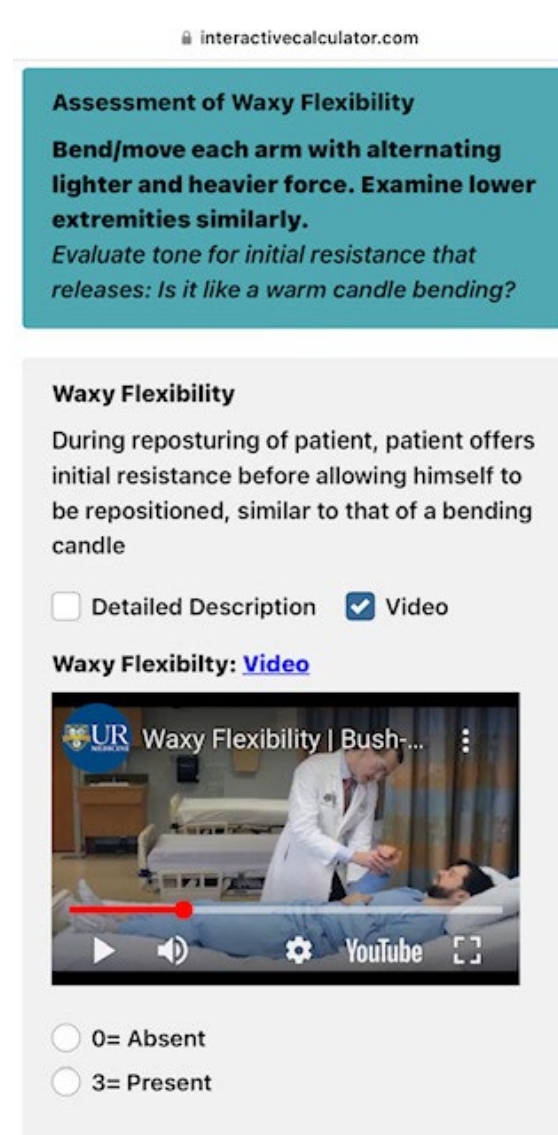 interactivecalculator.com
Assessment of Waxy Flexibility
Bend/move each arm with alternating
lighter and heavier force. Examine lower
extremities similarly.
Evaluate tone for initial resistance that
releases: Is it like a warm candle bending?
Waxy Flexibility
During reposturing of patient, patient offers
initial resistance before allowing himself to
be repositioned, similar to that of a bending
candle
Detailed Description Video
Waxy Flexibilty: Video
UR MEDICINE Waxy Flexibility | Bush-...
YouTube
0= Absent
3= Present